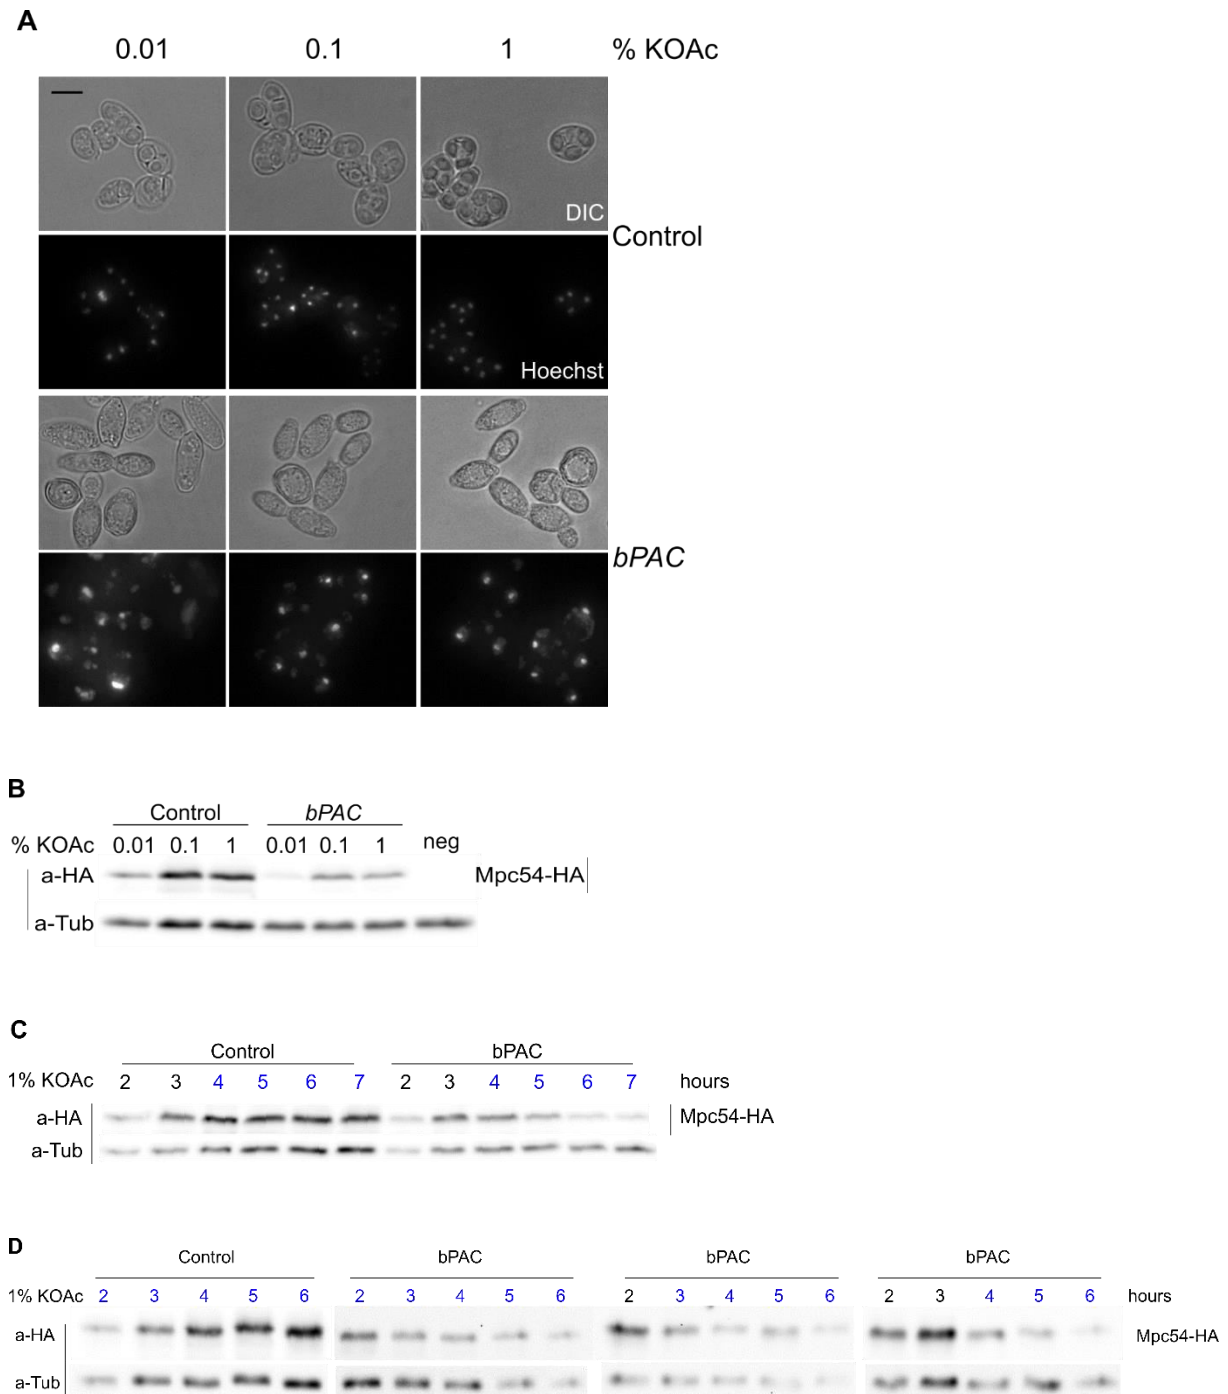 A
0.01 0.1 1 % KOAc
DIC
Control
Hoechst
bPAC
B
Control bPAC
% KOAc 0.01 0.1 1 0.01 0.1 1 neg
a-HA Mpc54-HA
a-Tub
C
Control bPAC
1% KOAc 2 3 4 5 6 7 2 3 4 5 6 7 hours
a-HA Mpc54-HA
a-Tub
D
Control bPAC bPAC bPAC
1% KOAc 2 3 4 5 6 2 3 4 5 6 2 3 4 5 6 2 3 4 5 6 hours
a-HA Mpc54-HA
a-Tub